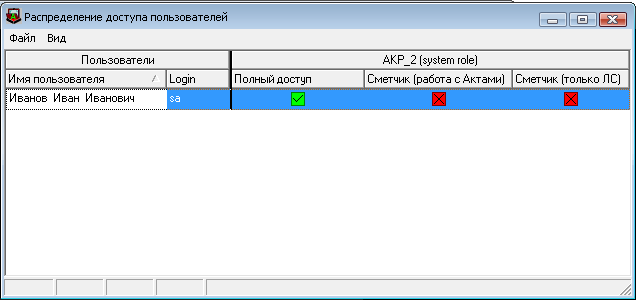 Распределение доступа пользователей
Файл Вид
Пользователи АКР_2 (system role)
Имя пользователя Login Полный доступ Сметчик (работа с Актами) Сметчик (только ЛС)
Иванов Иван Иванович sa